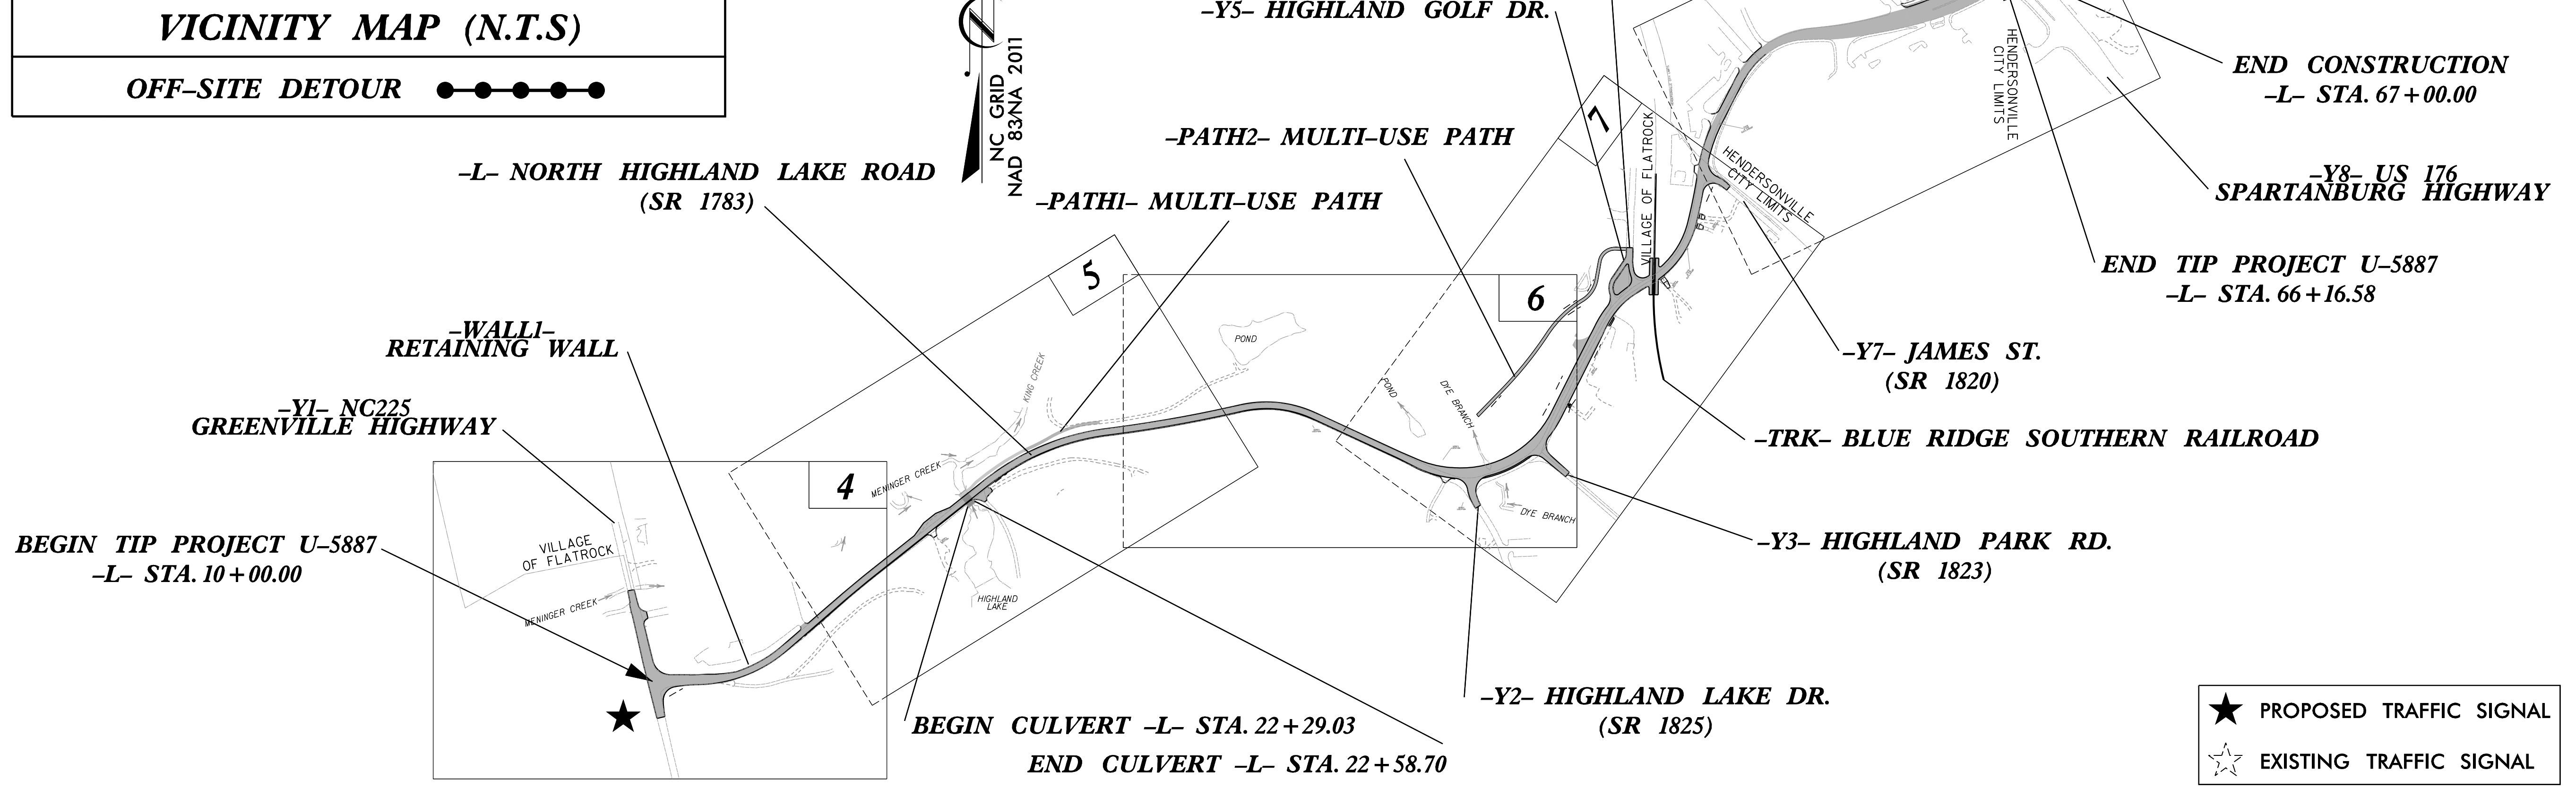 VICINITY MAP (N.T.S)
OFF–SITE DETOUR
NC GRID
NAD 83/NA 2011
–Y5– HIGHLAND GOLF DR.
HENDERSONVILLE
CITY LIMITS
END CONSTRUCTION
–L– STA. 67+00.00
–PATH2– MULTI–USE PATH
7
VILLAGE OF FLATROCK
HENDERSONVILLE
CITY LIMITS
–Y8– US 176
SPARTANBURG HIGHWAY
–L– NORTH HIGHLAND LAKE ROAD
(SR 1783)
–PATH1– MULTI–USE PATH
END TIP PROJECT U–5887
–L– STA. 66+16.58
5
6
–WALL1–
RETAINING WALL
POND
KING CREEK
–Y7– JAMES ST.
(SR 1820)
POND
DYE BRANCH
–Y1– NC225
GREENVILLE HIGHWAY
–TRK– BLUE RIDGE SOUTHERN RAILROAD
4
MENINGER CREEK
DYE BRANCH
BEGIN TIP PROJECT U–5887
–L– STA. 10+00.00
VILLAGE
OF FLATROCK
–Y3– HIGHLAND PARK RD.
(SR 1823)
MENINGER CREEK
HIGHLAND
LAKE
–Y2– HIGHLAND LAKE DR.
(SR 1825)
BEGIN CULVERT –L– STA. 22+29.03
END CULVERT –L– STA. 22+58.70
PROPOSED TRAFFIC SIGNAL
EXISTING TRAFFIC SIGNAL